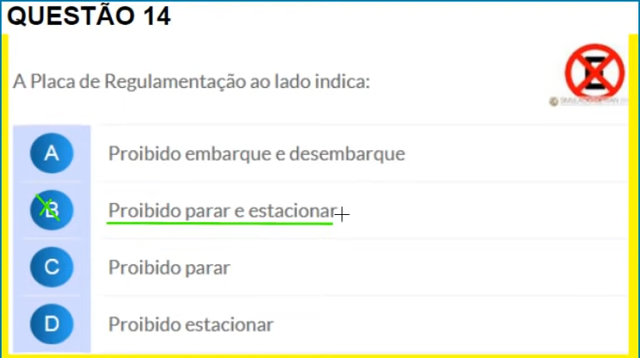 QUESTÃO 14
A Placa de Regulamentação ao lado indica:
A Proibido embarque e desembarque
B Proibido parar e estacionar
C Proibido parar
D Proibido estacionar